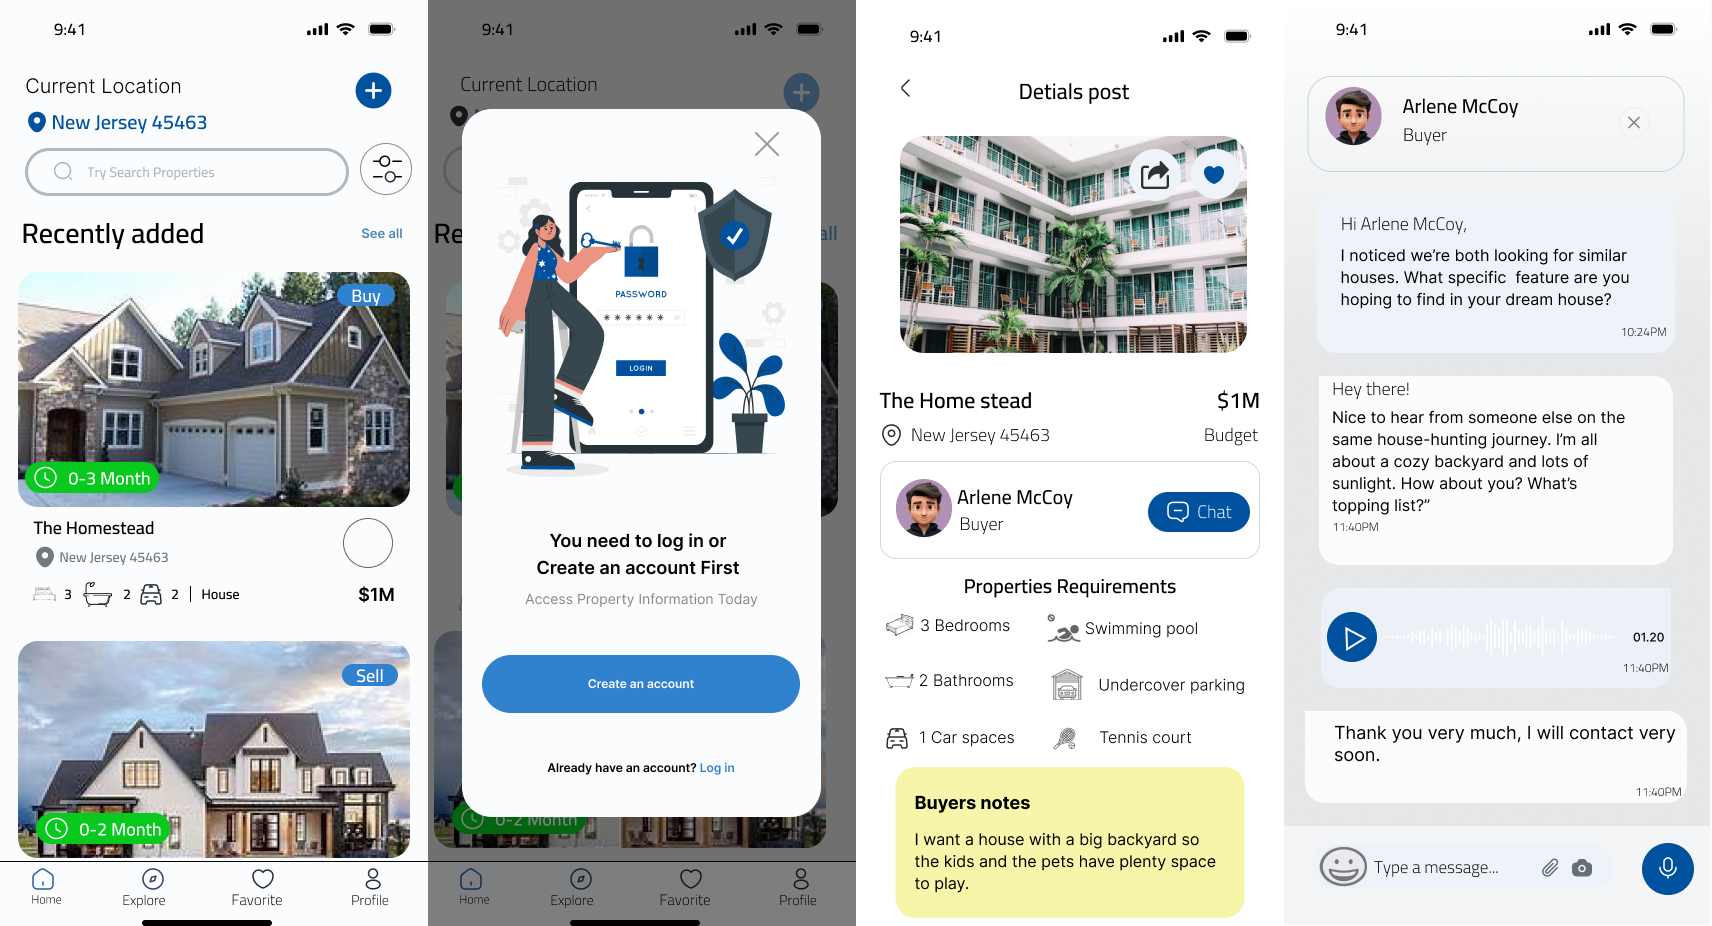 9:41
Current Location
New Jersey 45463
Try Search Properties
Recently added
See all
Buy
0-3 Month
The Homestead
New Jersey 45463
3 2 2 | House
$1M
Sell
0-2 Month
Home
Explore
Favorite
Profile
9:41
Current Location
Re
all
PASSWORD
******
LOGIN
You need to log in or
Create an account First
Access Property Information Today
Create an account
Already have an account? Log in
0-2 Month
Home
Explore
Favorite
Profile
9:41
Detials post
The Home stead
$1M
New Jersey 45463
Budget
Arlene McCoy
Buyer
Chat
Properties Requirements
3 Bedrooms
Swimming pool
2 Bathrooms
Undercover parking
1 Car spaces
Tennis court
Buyers notes
I want a house with a big backyard so
the kids and the pets have plenty space
to play.
9:41
Arlene McCoy
Buyer
Hi Arlene McCoy,
I noticed we’re both looking for similar
houses. What specific  feature are you
hoping to find in your dream house?
10:24PM
Hey there!
Nice to hear from someone else on the
same house-hunting journey. I’m all
about a cozy backyard and lots of
sunlight. How about you? What’s
topping list?”
11:40PM
01.20
11:40PM
Thank you very much, I will contact very
soon.
11:40PM
Type a message...